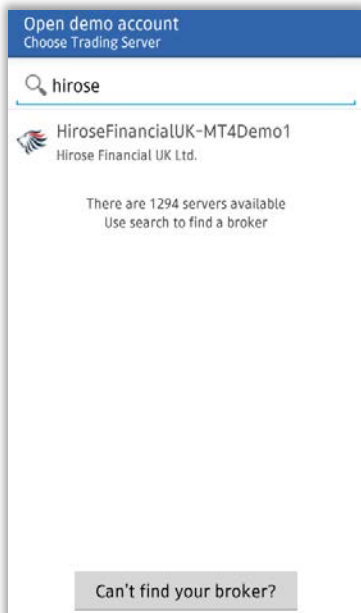 Open demo account
Choose Trading Server
hirose
HiroseFinancialUK-MT4Demo1
Hirose Financial UK Ltd.
There are 1294 servers available
Use search to find a broker
Can't find your broker?